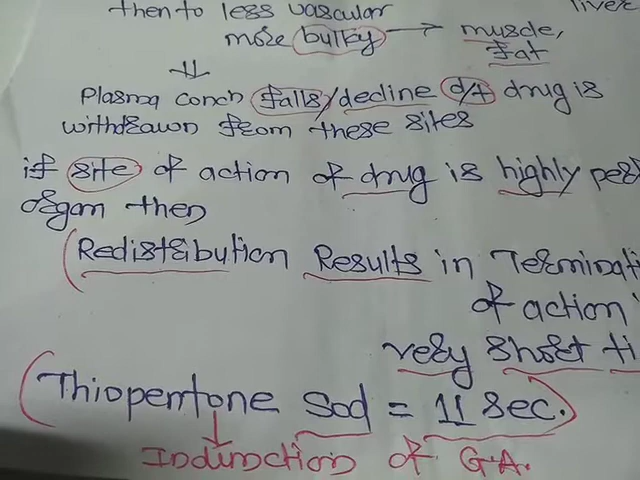 then to less vascular liver
more bulky → muscle,
fat
⇓
Plasma concn falls/decline d/t drug is
withdrawn from these sites
if site of action of drug is highly
organ then
(Redistribution Results in
of action
very short
(Thiopentone Sod = 11 sec.)
↓
Indunction of G.A.